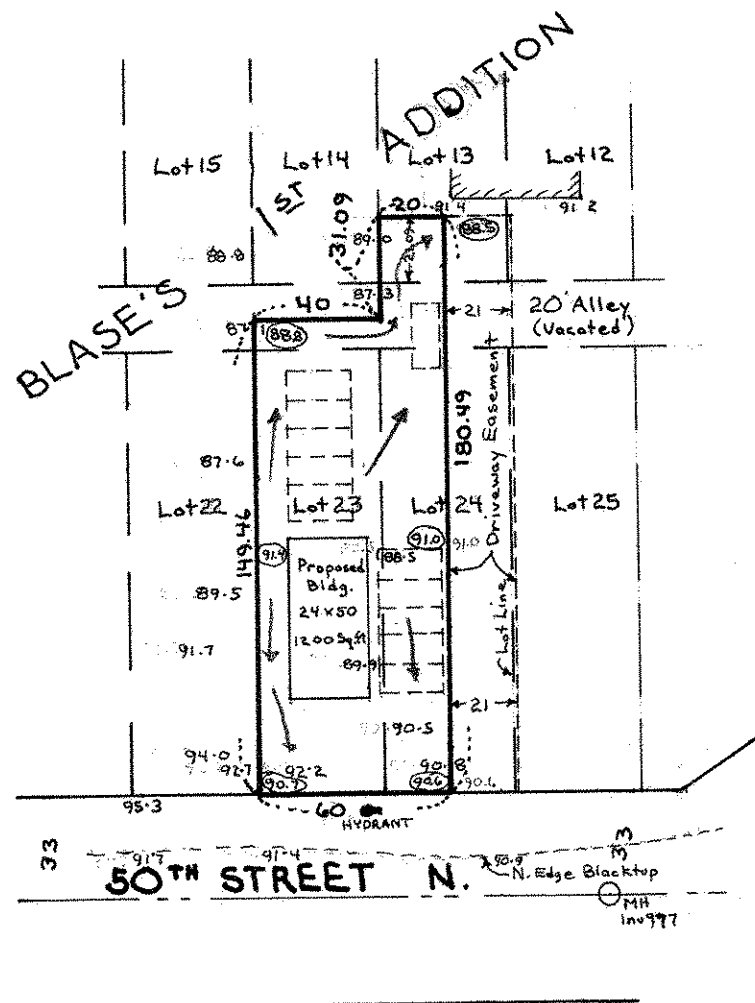 BLASE'S 1ST ADDITION
Lot 15
Lot 14
Lot 13
Lot 12
20
91.4
91.2
88.5
31.09
89.0
23.09
88.8
87.3
40
21
20' Alley
(Vacated)
88.8
180.49
Driveway Easement
87.6
Lot 22
Lot 23
Lot 24
Lot 25
149.46
91.9
91.0
91.0
88.5
Proposed
Bldg.
24 x 50
1200 Sq.ft
89.5
91.7
89.9
Lot Line
21
90.5
94.0
92.7
92.2
90.8
90.7
90.6
90.6
95.3
60
HYDRANT
33
91.7
91.4
90.9
33
N. Edge Blacktop
50TH STREET N.
MH
Inv 997